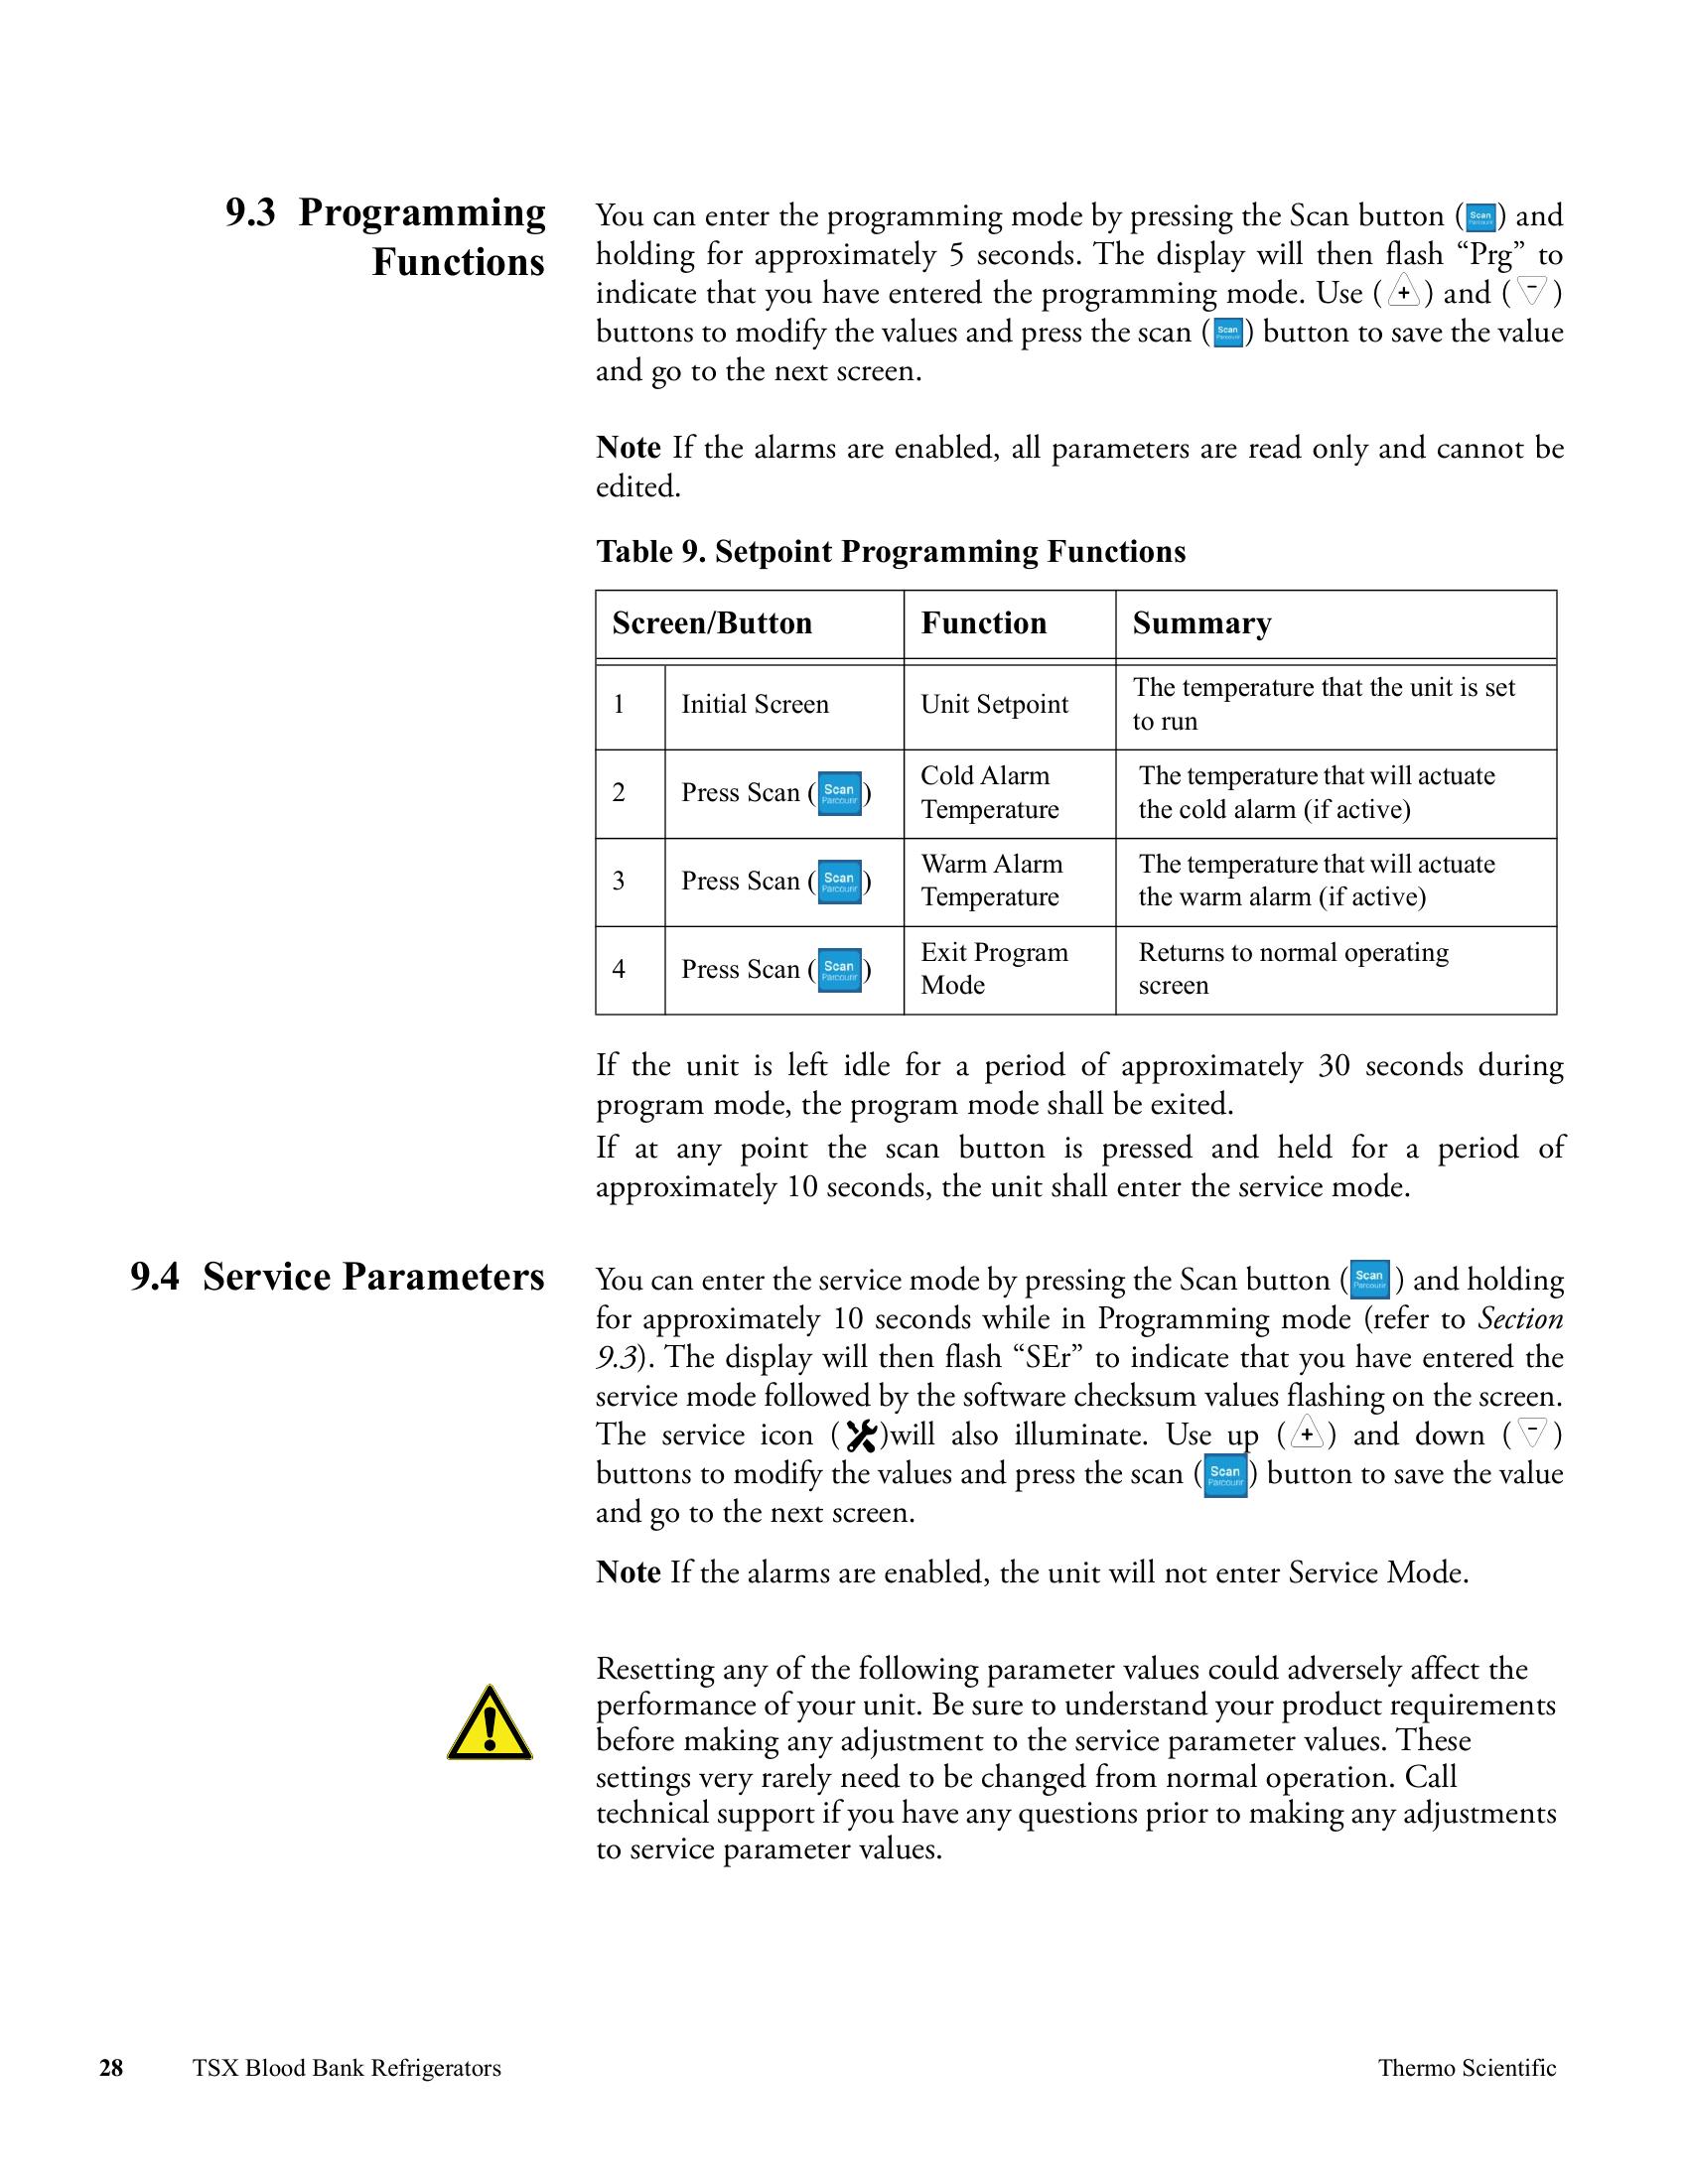 9.3 Programming
Functions
You can enter the programming mode by pressing the Scan button (Scan) and
holding for approximately 5 seconds. The display will then flash “Prg” to
indicate that you have entered the programming mode. Use ( + ) and ( - )
buttons to modify the values and press the scan (Scan) button to save the value
and go to the next screen.
Note If the alarms are enabled, all parameters are read only and cannot be
edited.
Table 9. Setpoint Programming Functions
Screen/Button Function Summary
1 Initial Screen Unit Setpoint The temperature that the unit is set
to run
2 Press Scan (Scan Parcourir) Cold Alarm
Temperature
The temperature that will actuate
the cold alarm (if active)
3 Press Scan (Scan Parcourir) Warm Alarm
Temperature
The temperature that will actuate
the warm alarm (if active)
4 Press Scan (Scan Parcourir) Exit Program
Mode
Returns to normal operating
screen
If the unit is left idle for a period of approximately 30 seconds during
program mode, the program mode shall be exited.
If at any point the scan button is pressed and held for a period of
approximately 10 seconds, the unit shall enter the service mode.
9.4 Service Parameters
You can enter the service mode by pressing the Scan button (Scan Parcourir) and holding
for approximately 10 seconds while in Programming mode (refer to Section
9.3). The display will then flash “SEr” to indicate that you have entered the
service mode followed by the software checksum values flashing on the screen.
The service icon ( )will also illuminate. Use up ( + ) and down ( - )
buttons to modify the values and press the scan (Scan Parcourir) button to save the value
and go to the next screen.
Note If the alarms are enabled, the unit will not enter Service Mode.
Resetting any of the following parameter values could adversely affect the
performance of your unit. Be sure to understand your product requirements
before making any adjustment to the service parameter values. These
settings very rarely need to be changed from normal operation. Call
technical support if you have any questions prior to making any adjustments
to service parameter values.
28 TSX Blood Bank Refrigerators Thermo Scientific